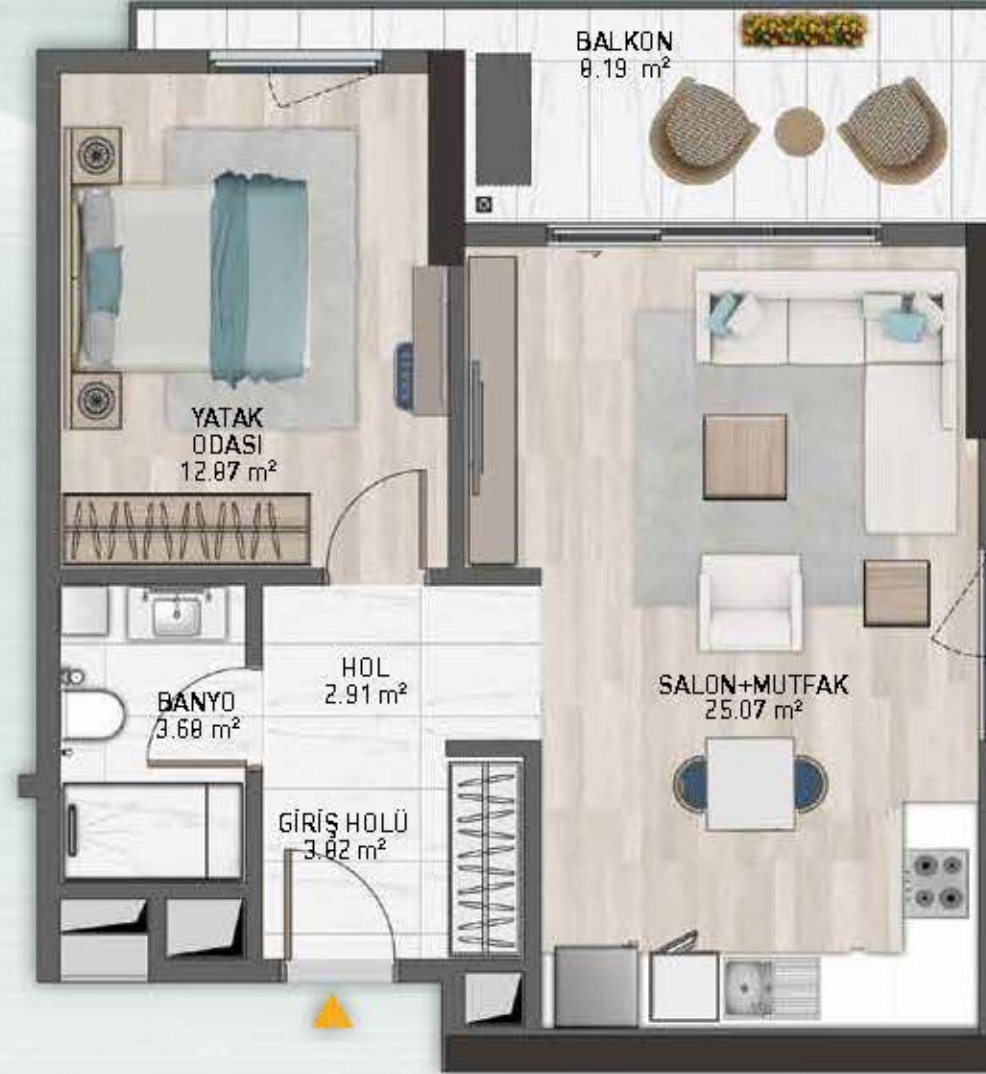 BALKON
8.19 m²
YATAK
ODASI
12.87 m²
HOL
2.91 m²
BANYO
3.68 m²
SALON+MUTFAK
25.07 m²
GİRİŞ HOLÜ
3.82 m²